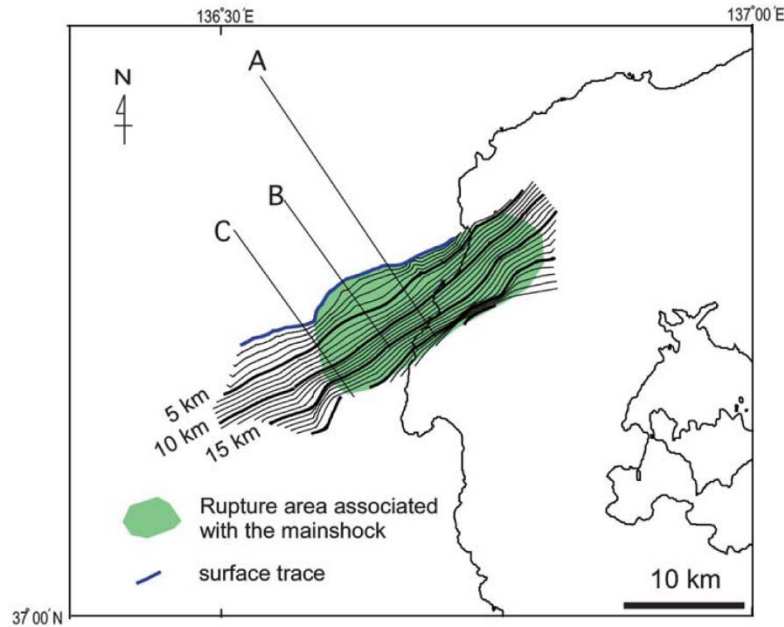 136°30′E
137°00′E
N
A
B
C
5 km
10 km
15 km
Rupture area associated
with the mainshock
surface trace
10 km
37°00′N